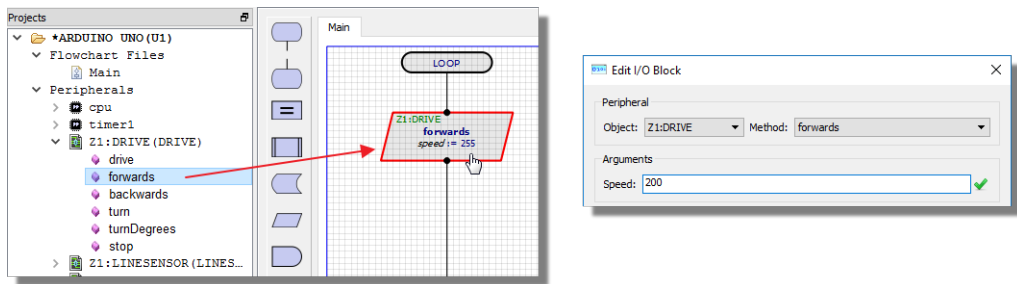 Projects
*ARDUINO UNO(U1)
Flowchart Files
Main
Peripherals
cpu
timer1
Z1:DRIVE(DRIVE)
drive
forwards
backwards
turn
turnDegrees
stop
Z1:LINESENSOR(LINES...
Main
LOOP
Z1:DRIVE
forwards
speed := 255
Edit I/O Block
Peripheral
Object: Z1:DRIVE Method: forwards
Arguments
Speed: 200